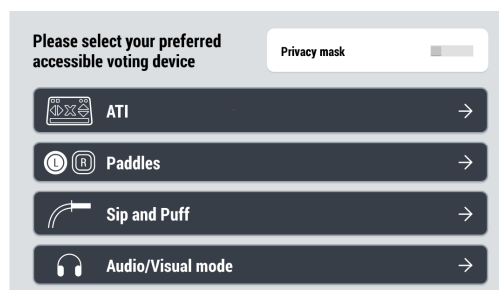 Please select your preferred
accessible voting device
Privacy mask
ATI
L R Paddles
Sip and Puff
Audio/Visual mode